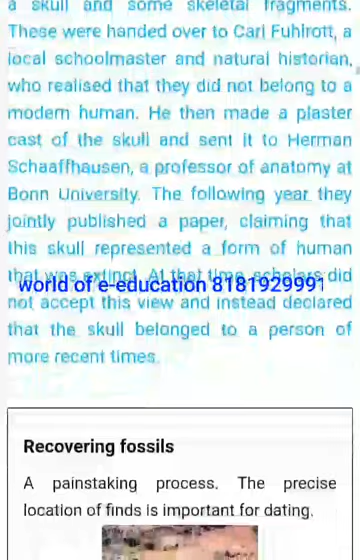 a skull and some skeletal fragments.
These were handed over to Carl Fuhlrott, a
local schoolmaster and natural historian,
who realised that they did not belong to a
modern human. He then made a plaster
cast of the skull and sent it to Herman
Schaaffhausen, a professor of anatomy at
Bonn University. The following year they
jointly published a paper, claiming that
this skull represented a form of human
that was extinct. At that time, scholars did
world of e-education 8181929991
not accept this view and instead declared
that the skull belonged to a person of
more recent times.
Recovering fossils
A painstaking process. The precise
location of finds is important for dating.